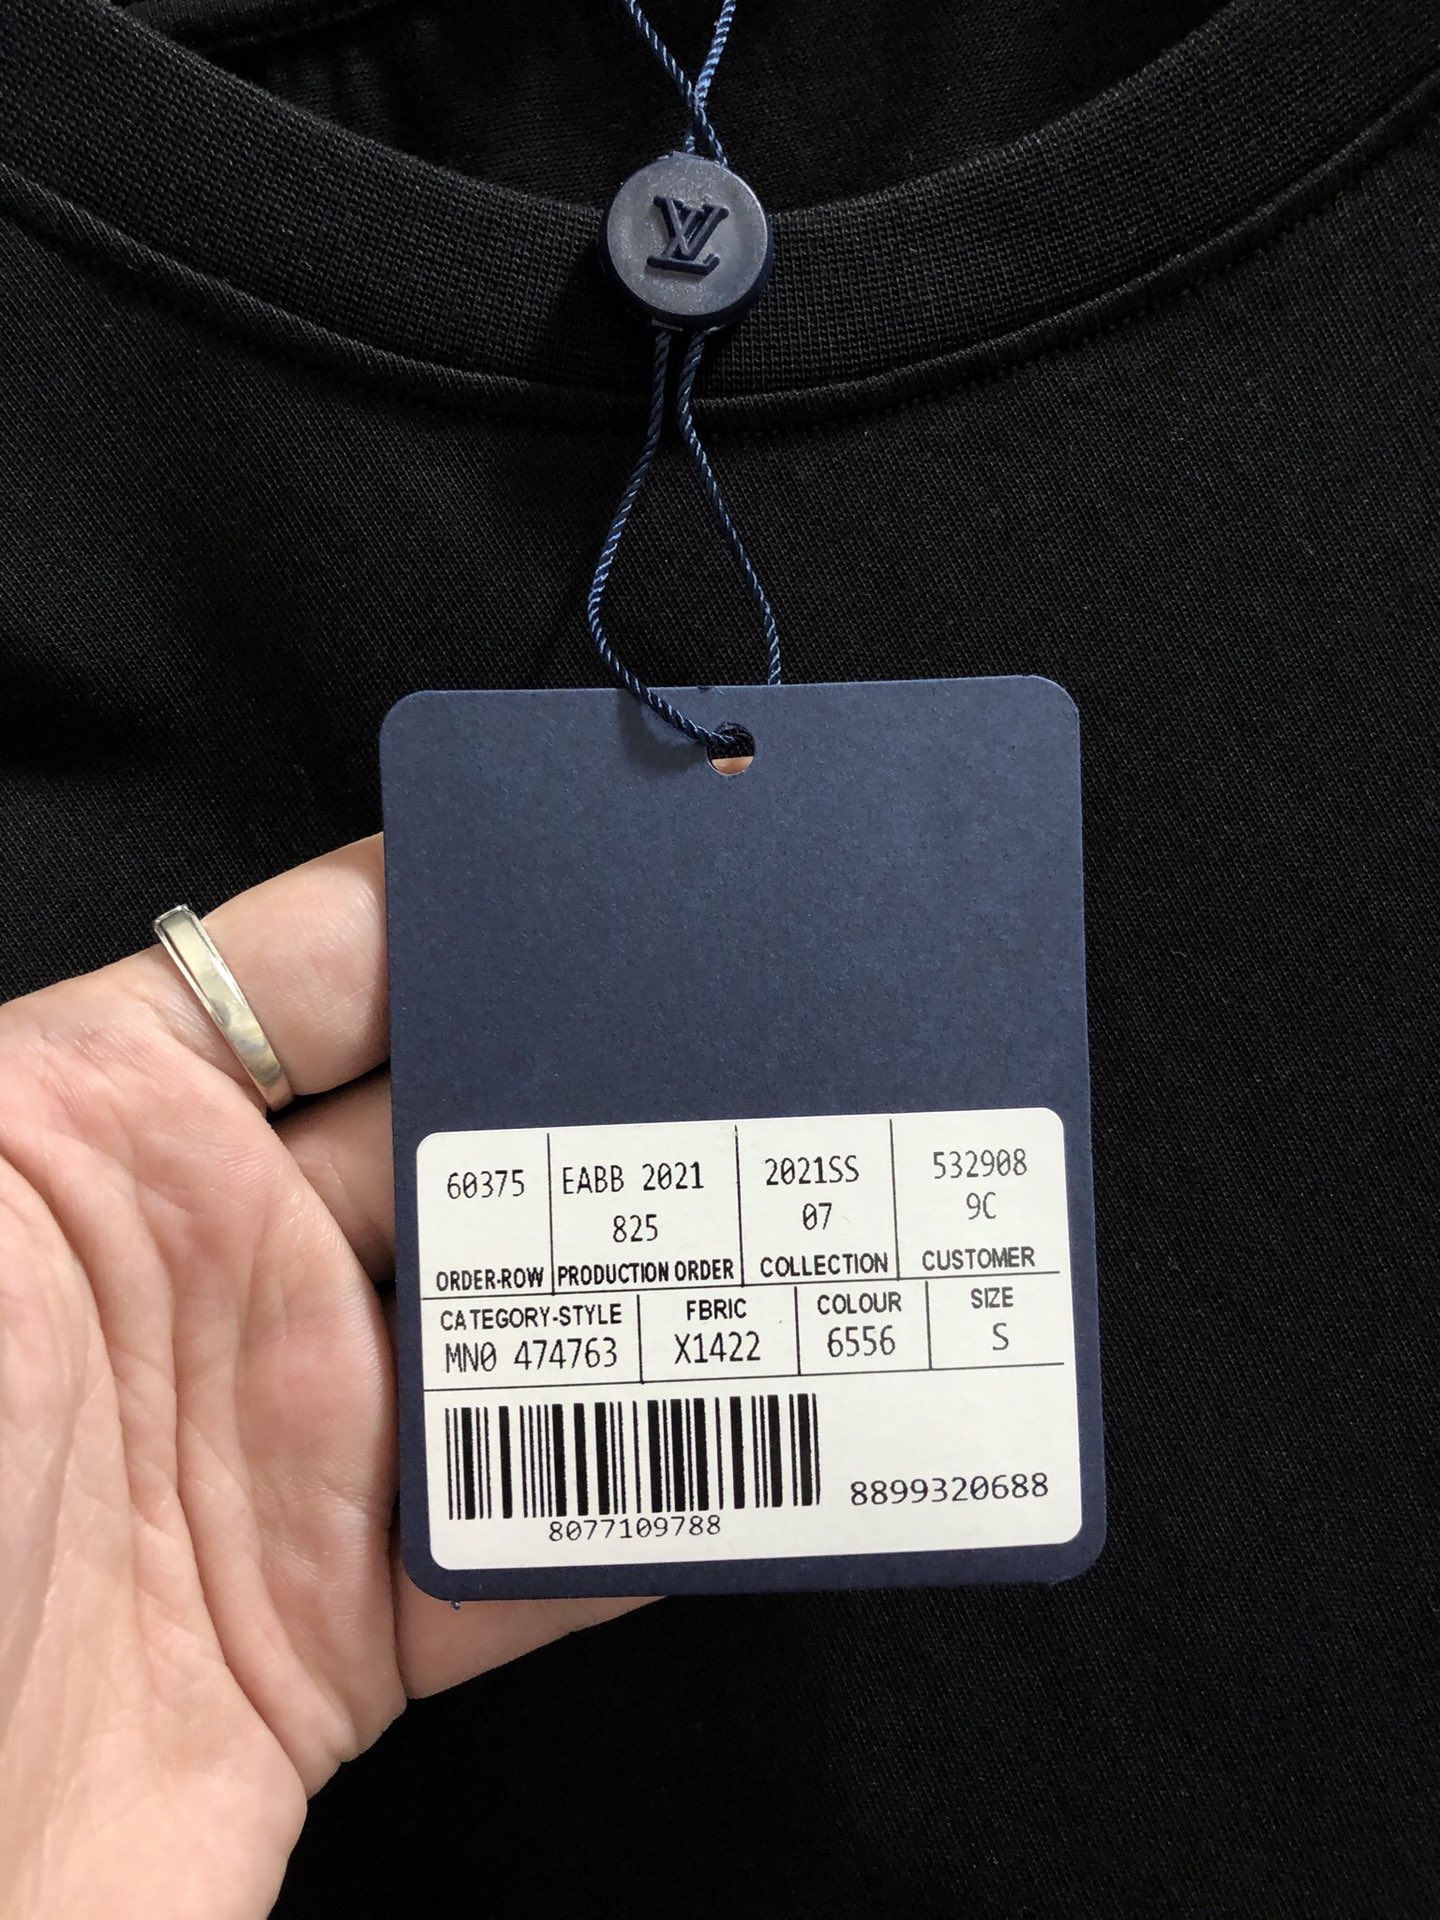 LV
60375 EABB 2021 2021SS 532908
825 07 9C
ORDER-ROW PRODUCTION ORDER COLLECTION CUSTOMER
CATEGORY-STYLE FBRIC COLOUR SIZE
MN0 474763 X1422 6556 S
8899320688
8077109788